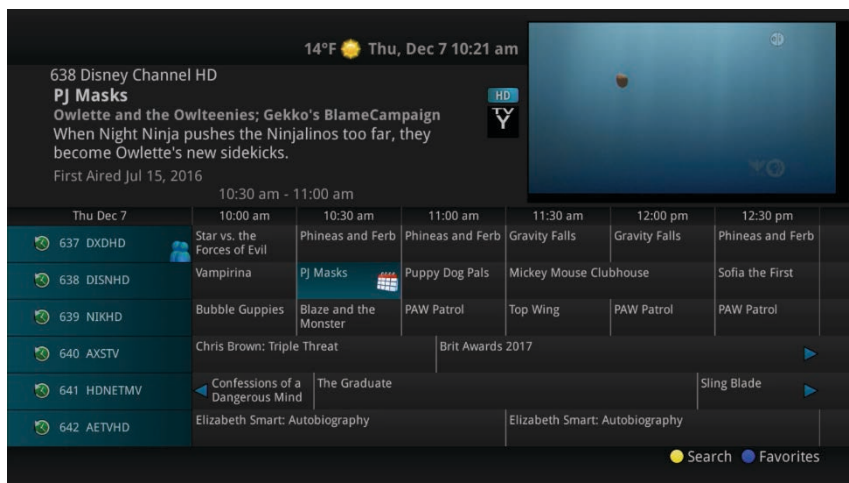 14°F Thu, Dec 7 10:21 am
638 Disney Channel HD
PJ Masks
Owlette and the Owlteenies; Gekko's BlameCampaign
HD
TV
Y
When Night Ninja pushes the Ninjalinos too far, they
become Owlette's new sidekicks.
First Aired Jul 15, 2016
10:30 am - 11:00 am
Thu Dec 7 10:00 am 10:30 am 11:00 am 11:30 am 12:00 pm 12:30 pm
637 DXDHD Star vs. the Forces of Evil Phineas and Ferb Phineas and Ferb Gravity Falls Gravity Falls Phineas and Ferb
638 DISNHD Vampirina PJ Masks Puppy Dog Pals Mickey Mouse Clubhouse Sofia the First
639 NIKHD Bubble Guppies Blaze and the Monster PAW Patrol Top Wing PAW Patrol PAW Patrol
640 AXSTV Chris Brown: Triple Threat Brit Awards 2017
641 HDNETMV Confessions of a Dangerous Mind The Graduate Sling Blade
642 AETVHD Elizabeth Smart: Autobiography Elizabeth Smart: Autobiography
Search Favorites